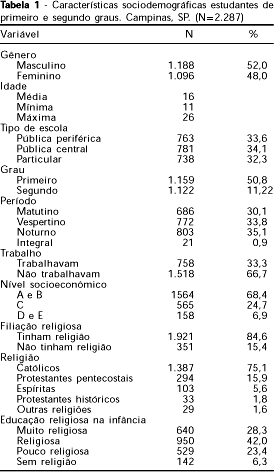 Tabela 1 - Características sociodemográficas estudantes de
primeiro e segundo graus. Campinas, SP. (N=2.287)
Variável N %
Gênero
Masculino 1.188 52,0
Feminino 1.096 48,0
Idade
Média 16
Mínima 11
Máxima 26
Tipo de escola
Pública periférica 763 33,6
Pública central 781 34,1
Particular 738 32,3
Grau
Primeiro 1.159 50,8
Segundo 1.122 11,22
Período
Matutino 686 30,1
Vespertino 772 33,8
Noturno 803 35,1
Integral 21 0,9
Trabalho
Trabalhavam 758 33,3
Não trabalhavam 1.518 66,7
Nível socioeconômico
A e B 1564 68,4
C 565 24,7
D e E 158 6,9
Filiação religiosa
Tinham religião 1.921 84,6
Não tinham religião 351 15,4
Religião
Católicos 1.387 75,1
Protestantes pentecostais 294 15,9
Espíritas 103 5,6
Protestantes históricos 33 1,8
Outras religiões 29 1,6
Educação religiosa na infância
Muito religiosa 640 28,3
Religiosa 950 42,0
Pouco religiosa 529 23,4
Sem religião 142 6,3